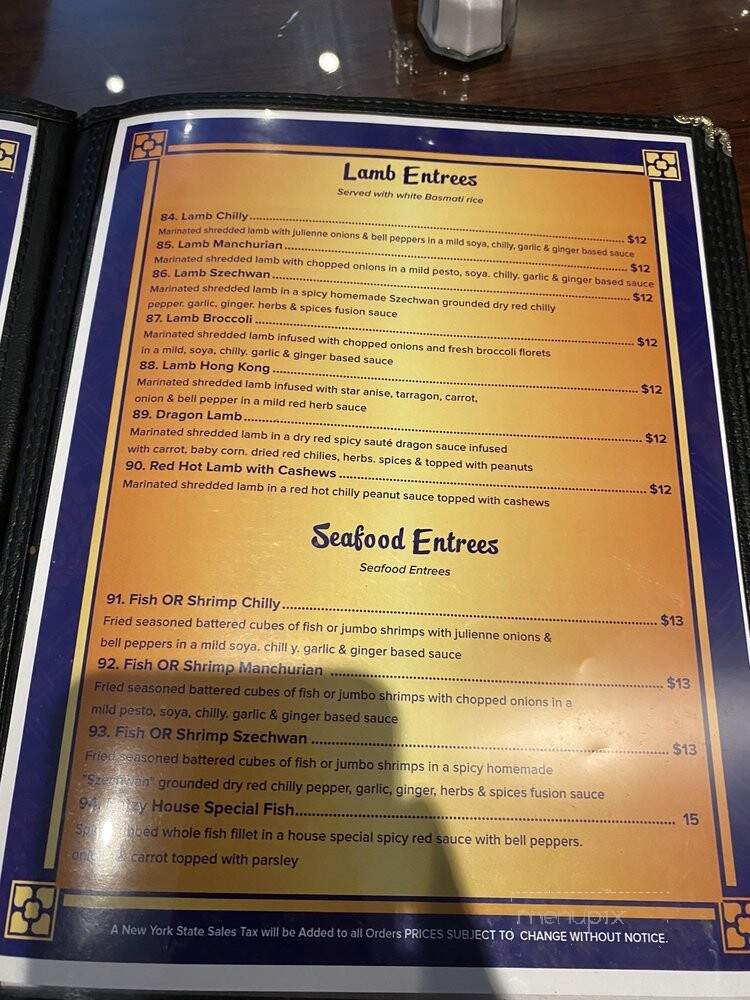 Lamb Entrees
Served with white Basmati rice
84. Lamb Chilly $12
Marinated shredded lamb with julienne onions & bell peppers in a mild soya, chilly, garlic & ginger based sauce
85. Lamb Manchurian $12
Marinated shredded lamb with chopped onions in a mild pesto, soya. chilly. garlic & ginger based sauce
86. Lamb Szechwan $12
Marinated shredded lamb in a spicy homemade Szechwan grounded dry red chilly
pepper, garlic, ginger. herbs & spices fusion sauce
87. Lamb Broccoli $12
Marinated shredded lamb infused with chopped onions and fresh broccoli florets
in a mild, soya, chilly. garlic & ginger based sauce
88. Lamb Hong Kong $12
Marinated shredded lamb infused with star anise, tarragon, carrot,
onion & bell pepper in a mild red herb sauce
89. Dragon Lamb $12
Marinated shredded lamb in a dry red spicy sauté dragon sauce infused
with carrot, baby corn. dried red chilies, herbs. spices & topped with peanuts
90. Red Hot Lamb with Cashews $12
Marinated shredded lamb in a red hot chilly peanut sauce topped with cashews
Seafood Entrees
Seafood Entrees
91. Fish OR Shrimp Chilly $13
Fried seasoned battered cubes of fish or jumbo shrimps with julienne onions &
bell peppers in a mild soya. chill y. garlic & ginger based sauce
92. Fish OR Shrimp Manchurian $13
Fried seasoned battered cubes of fish or jumbo shrimps with chopped onions in a
mild pesto, soya, chilly. garlic & ginger based sauce
93. Fish OR Shrimp Szechwan $13
Fried seasoned battered cubes of fish or jumbo shrimps in a spicy homemade
"Szechwan" grounded dry red chilly pepper, garlic, ginger, herbs & spices fusion sauce
94. House Special Fish 15
whole fish fillet in a house special spicy red sauce with bell peppers.
& carrot topped with parsley
menupix
A New York State Sales Tax will be Added to all Orders PRICES SUBJECT TO CHANGE WITHOUT NOTICE.